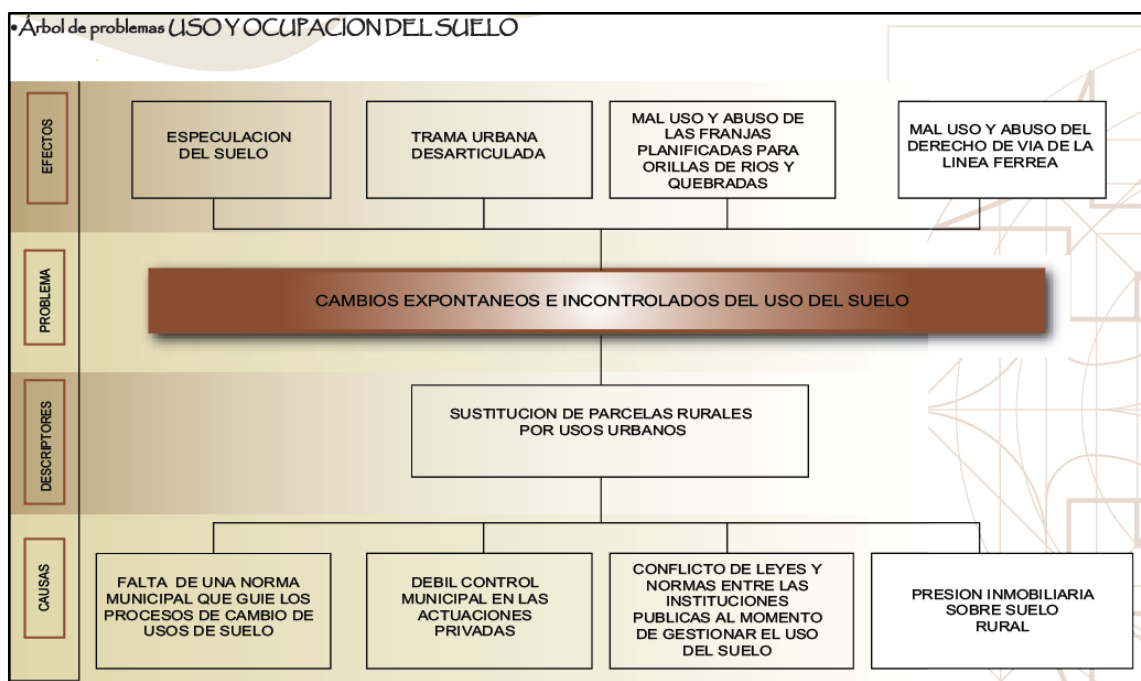 •Árbol de problemas USO Y OCUPACION DEL SUELO
EFECTOS
ESPECULACION
DEL SUELO
TRAMA URBANA
DESARTICULADA
MAL USO Y ABUSO DE
LAS FRANJAS
PLANIFICADAS PARA
ORILLAS DE RIOS Y
QUEBRADAS
MAL USO Y ABUSO DEL
DERECHO DE VIA DE LA
LINEA FERREA
PROBLEMA
CAMBIOS EXPONTANEOS E INCONTROLADOS DEL USO DEL SUELO
DESCRIPTORES
SUSTITUCION DE PARCELAS RURALES
POR USOS URBANOS
CAUSAS
FALTA DE UNA NORMA
MUNICIPAL QUE GUIE LOS
PROCESOS DE CAMBIO DE
USOS DE SUELO
DEBIL CONTROL
MUNICIPAL EN LAS
ACTUACIONES
PRIVADAS
CONFLICTO DE LEYES Y
NORMAS ENTRE LAS
INSTITUCIONES
PUBLICAS AL MOMENTO
DE GESTIONAR EL USO
DEL SUELO
PRESION INMOBILIARIA
SOBRE SUELO
RURAL